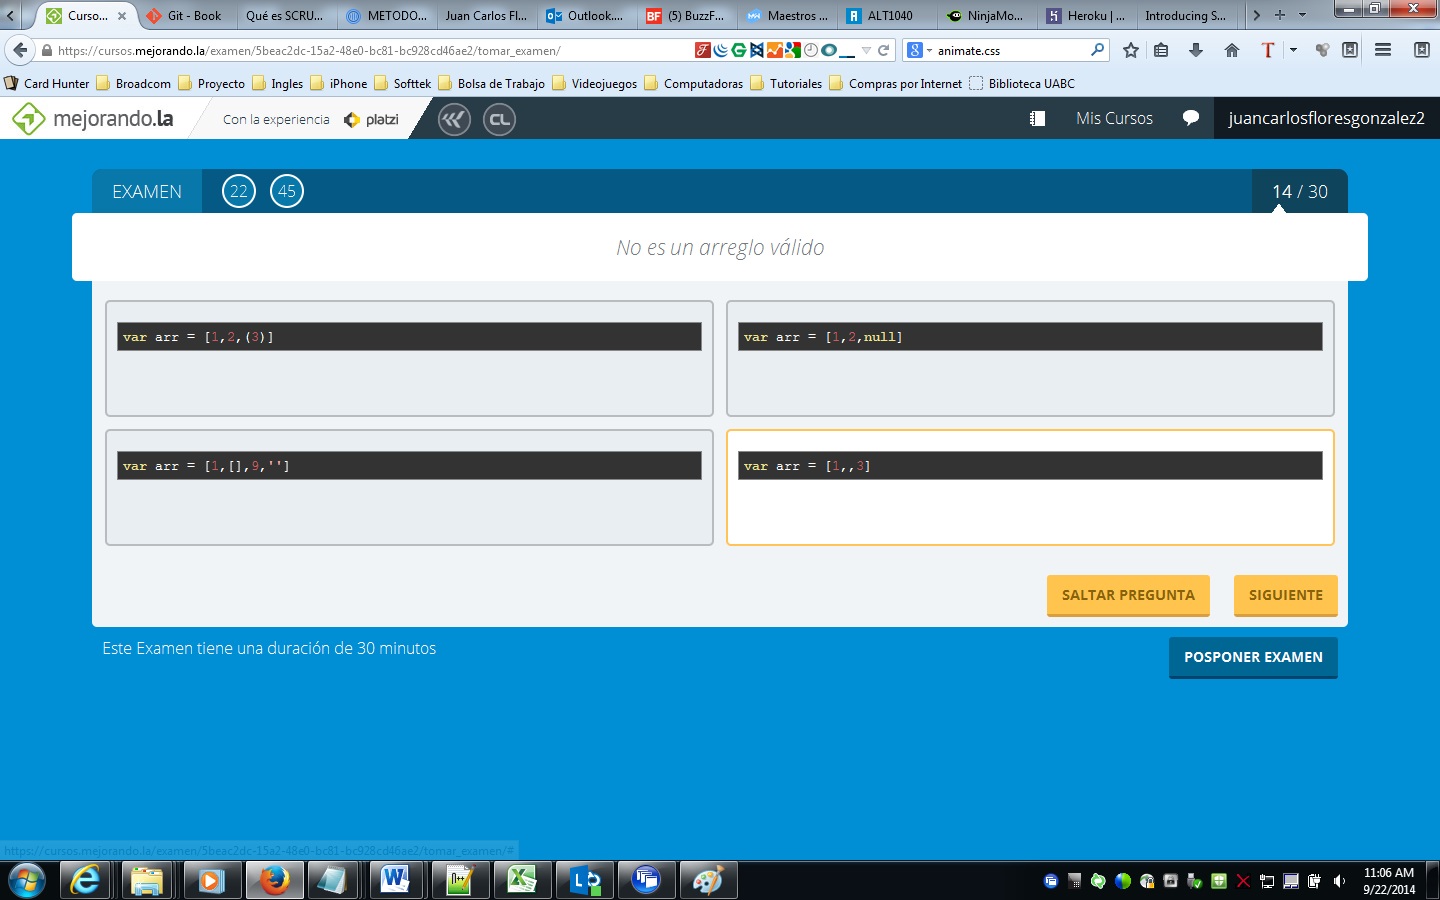 Curso...
Git - Book
Qué es SCRU...
METODO...
Juan Carlos Fl...
Outlook....
(5) BuzzF...
Maestros ...
ALT1040
NinjaMo...
Heroku | ...
Introducing S...
https://cursos.mejorando.la/examen/5beac2dc-15a2-48e0-bc81-bc928cd46ae2/tomar_examen/
animate.css
Card Hunter
Broadcom
Proyecto
Ingles
iPhone
Softtek
Bolsa de Trabajo
Videojuegos
Computadoras
Tutoriales
Compras por Internet
Biblioteca UABC
mejorando.la
Con la experiencia
platzi
CL
Mis Cursos
juancarlosfloresgonzalez2
EXAMEN
22
45
14 / 30
No es un arreglo válido
var arr = [1,2,(3)]
var arr = [1,2,null]
var arr = [1,[],9,'']
var arr = [1,,3]
SALTAR PREGUNTA
SIGUIENTE
Este Examen tiene una duración de 30 minutos
POSPONER EXAMEN
https://cursos.mejorando.la/examen/5beac2dc-15a2-48e0-bc81-bc928cd46ae2/tomar_examen/#
11:06 AM
9/22/2014